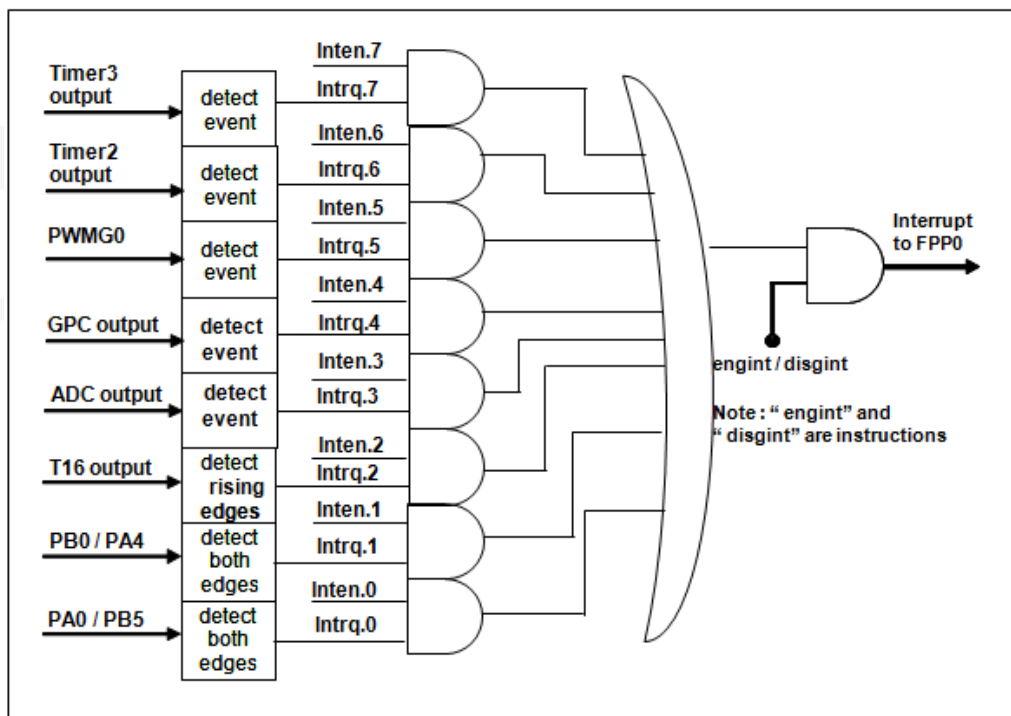 Timer3
output
detect
event
Inten.7
Intrq.7
Timer2
output
detect
event
Inten.6
Intrq.6
PWMG0
detect
event
Inten.5
Intrq.5
GPC output
detect
event
Inten.4
Intrq.4
ADC output
detect
event
Inten.3
Intrq.3
T16 output
detect
rising
edges
Inten.2
Intrq.2
PB0 / PA4
detect
both
edges
Inten.1
Intrq.1
PA0 / PB5
detect
both
edges
Inten.0
Intrq.0
Interrupt
to FPP0
engint / disgint
Note : “ engint” and
“ disgint” are instructions